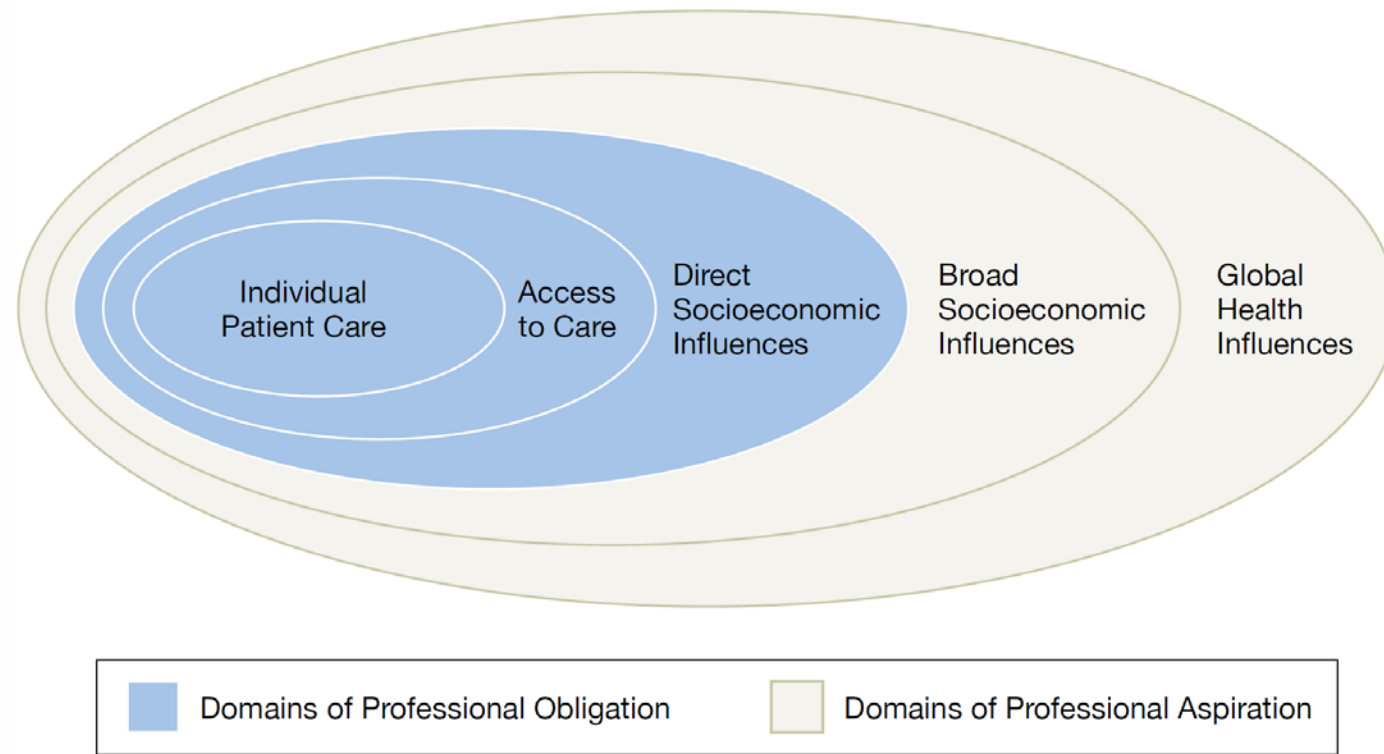 Individual
Patient Care
Access
to Care
Direct
Socioeconomic
Influences
Broad
Socioeconomic
Influences
Global
Health
Influences
Domains of Professional Obligation
Domains of Professional Aspiration